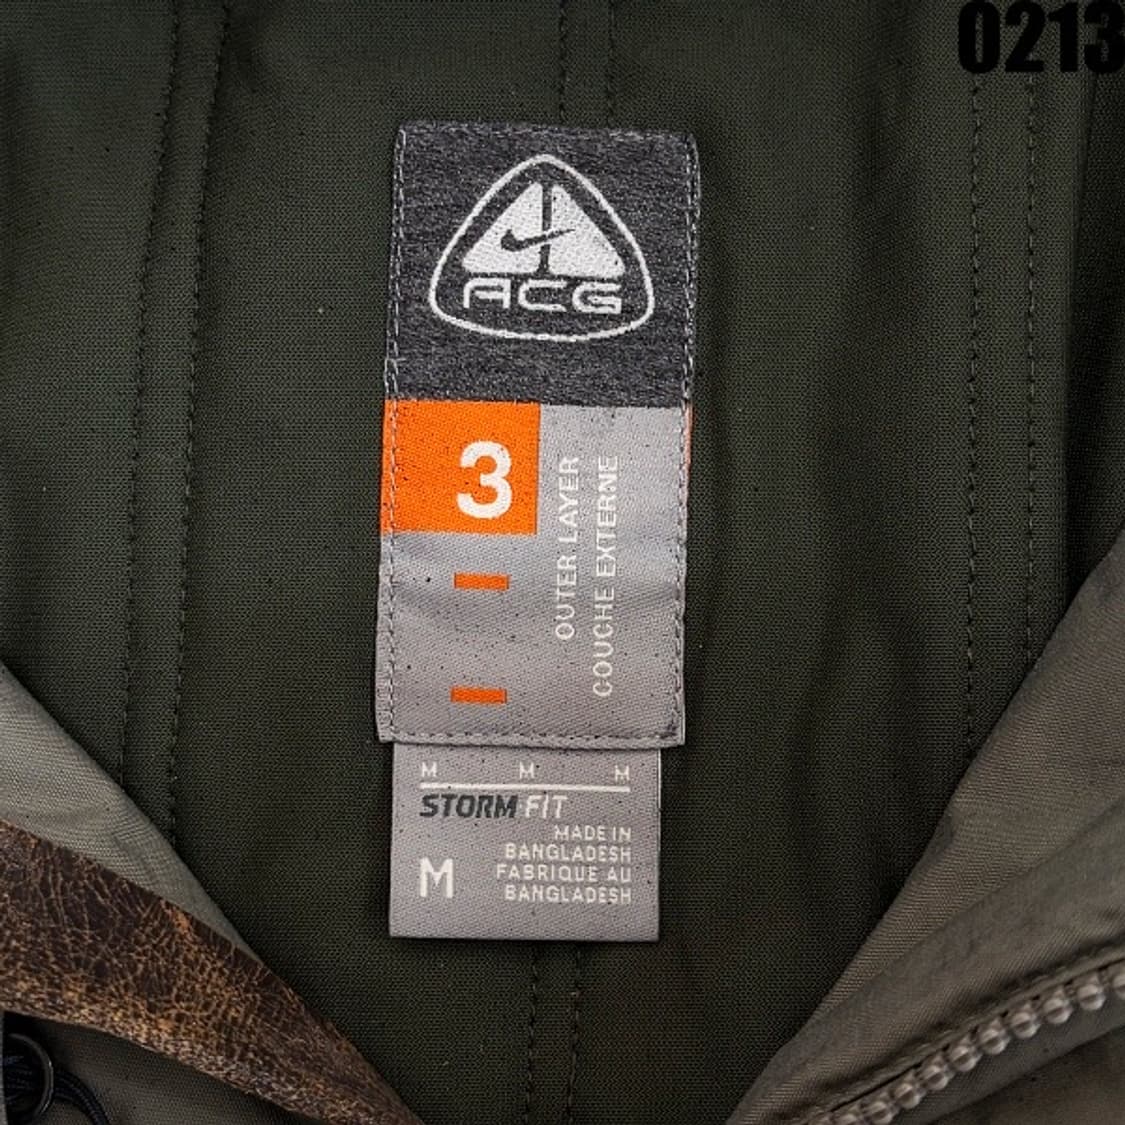 0213
ACG
3
OUTER LAYER
COUCHE EXTERNE
M M M
STORM-FIT
MADE IN
BANGLADESH
M
FABRIQUE AU
BANGLADESH